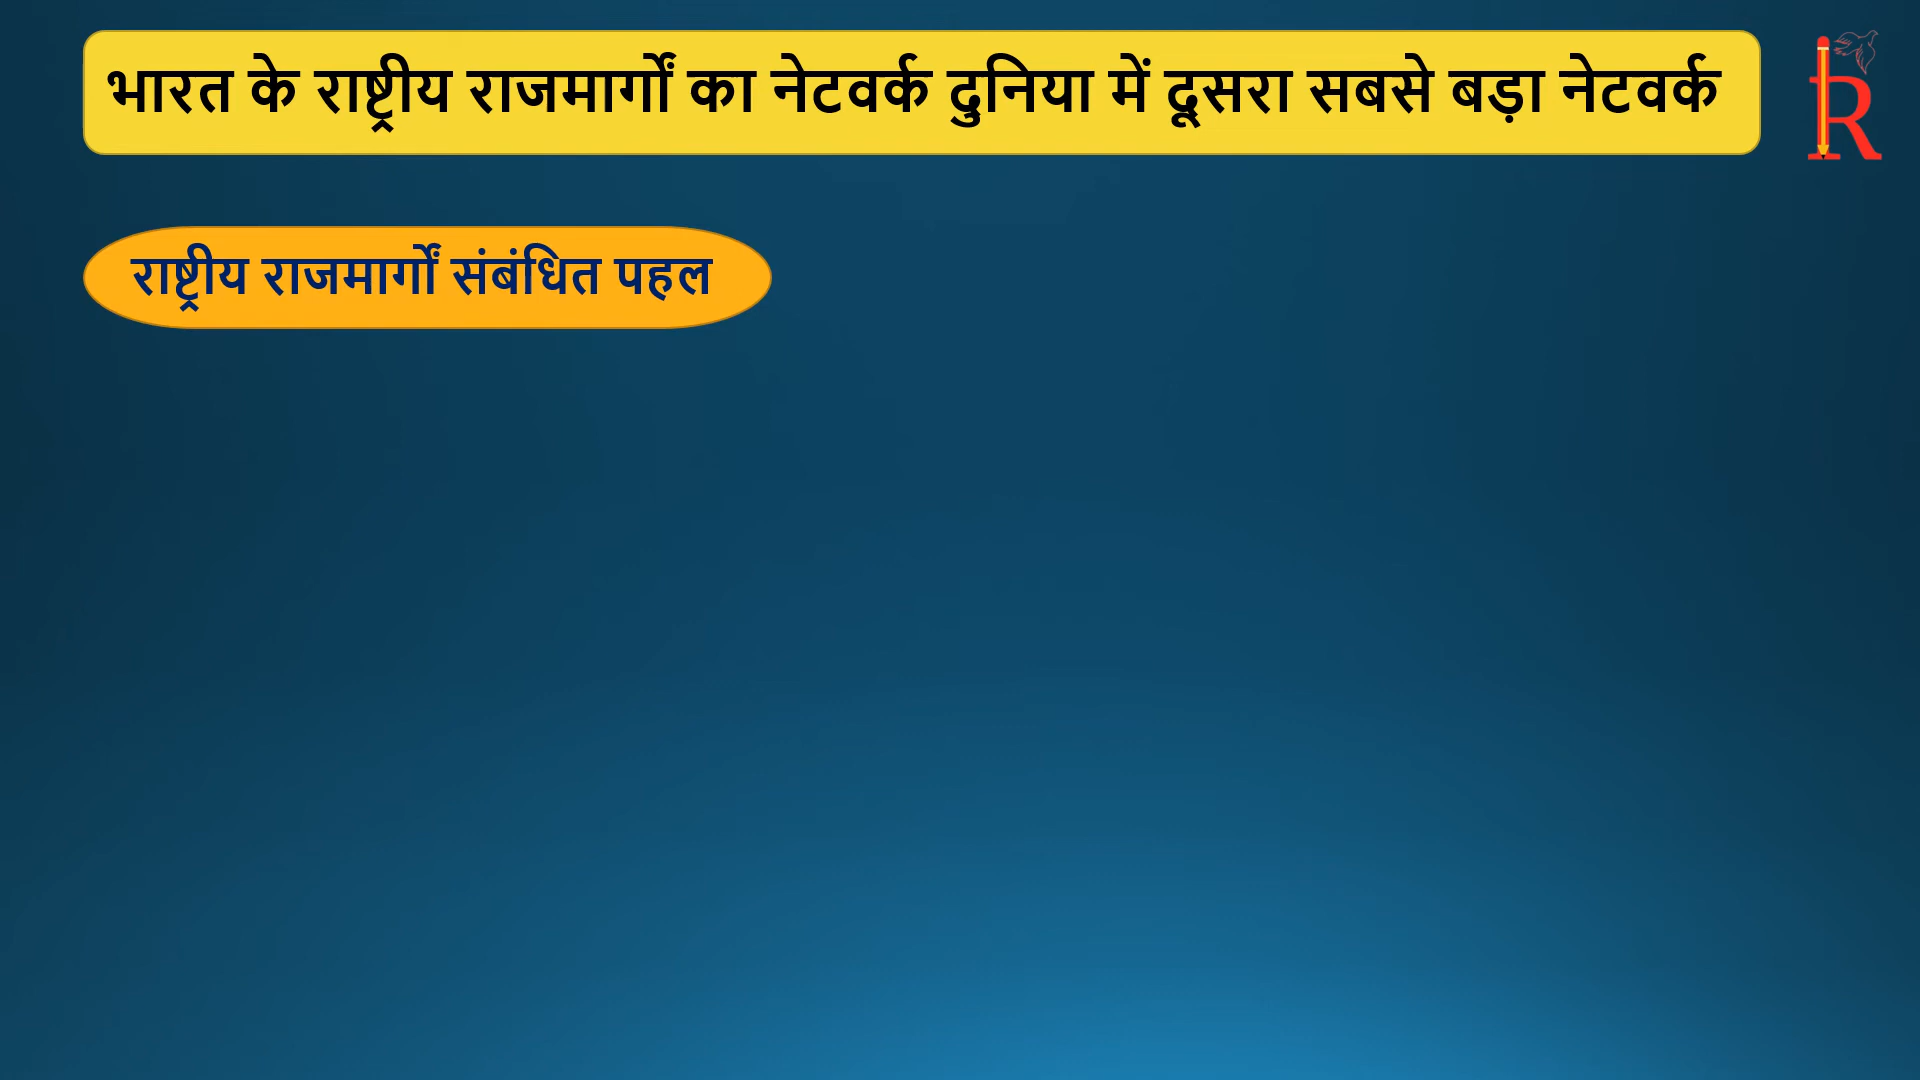 भारत के राष्ट्रीय राजमार्गों का नेटवर्क दुनिया में दूसरा सबसे बड़ा नेटवर्क
R
राष्ट्रीय राजमार्गों संबंधित पहल